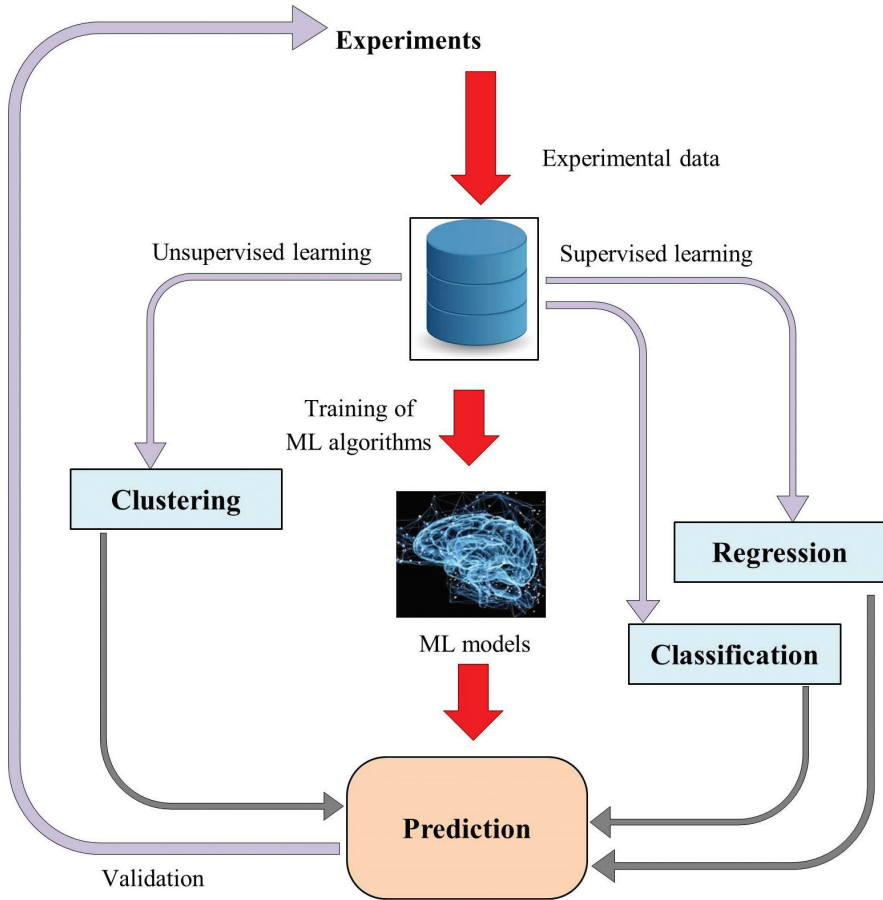 Experiments
Experimental data
Unsupervised learning
Supervised learning
Training of
ML algorithms
Clustering
Regression
ML models
Classification
Prediction
Validation